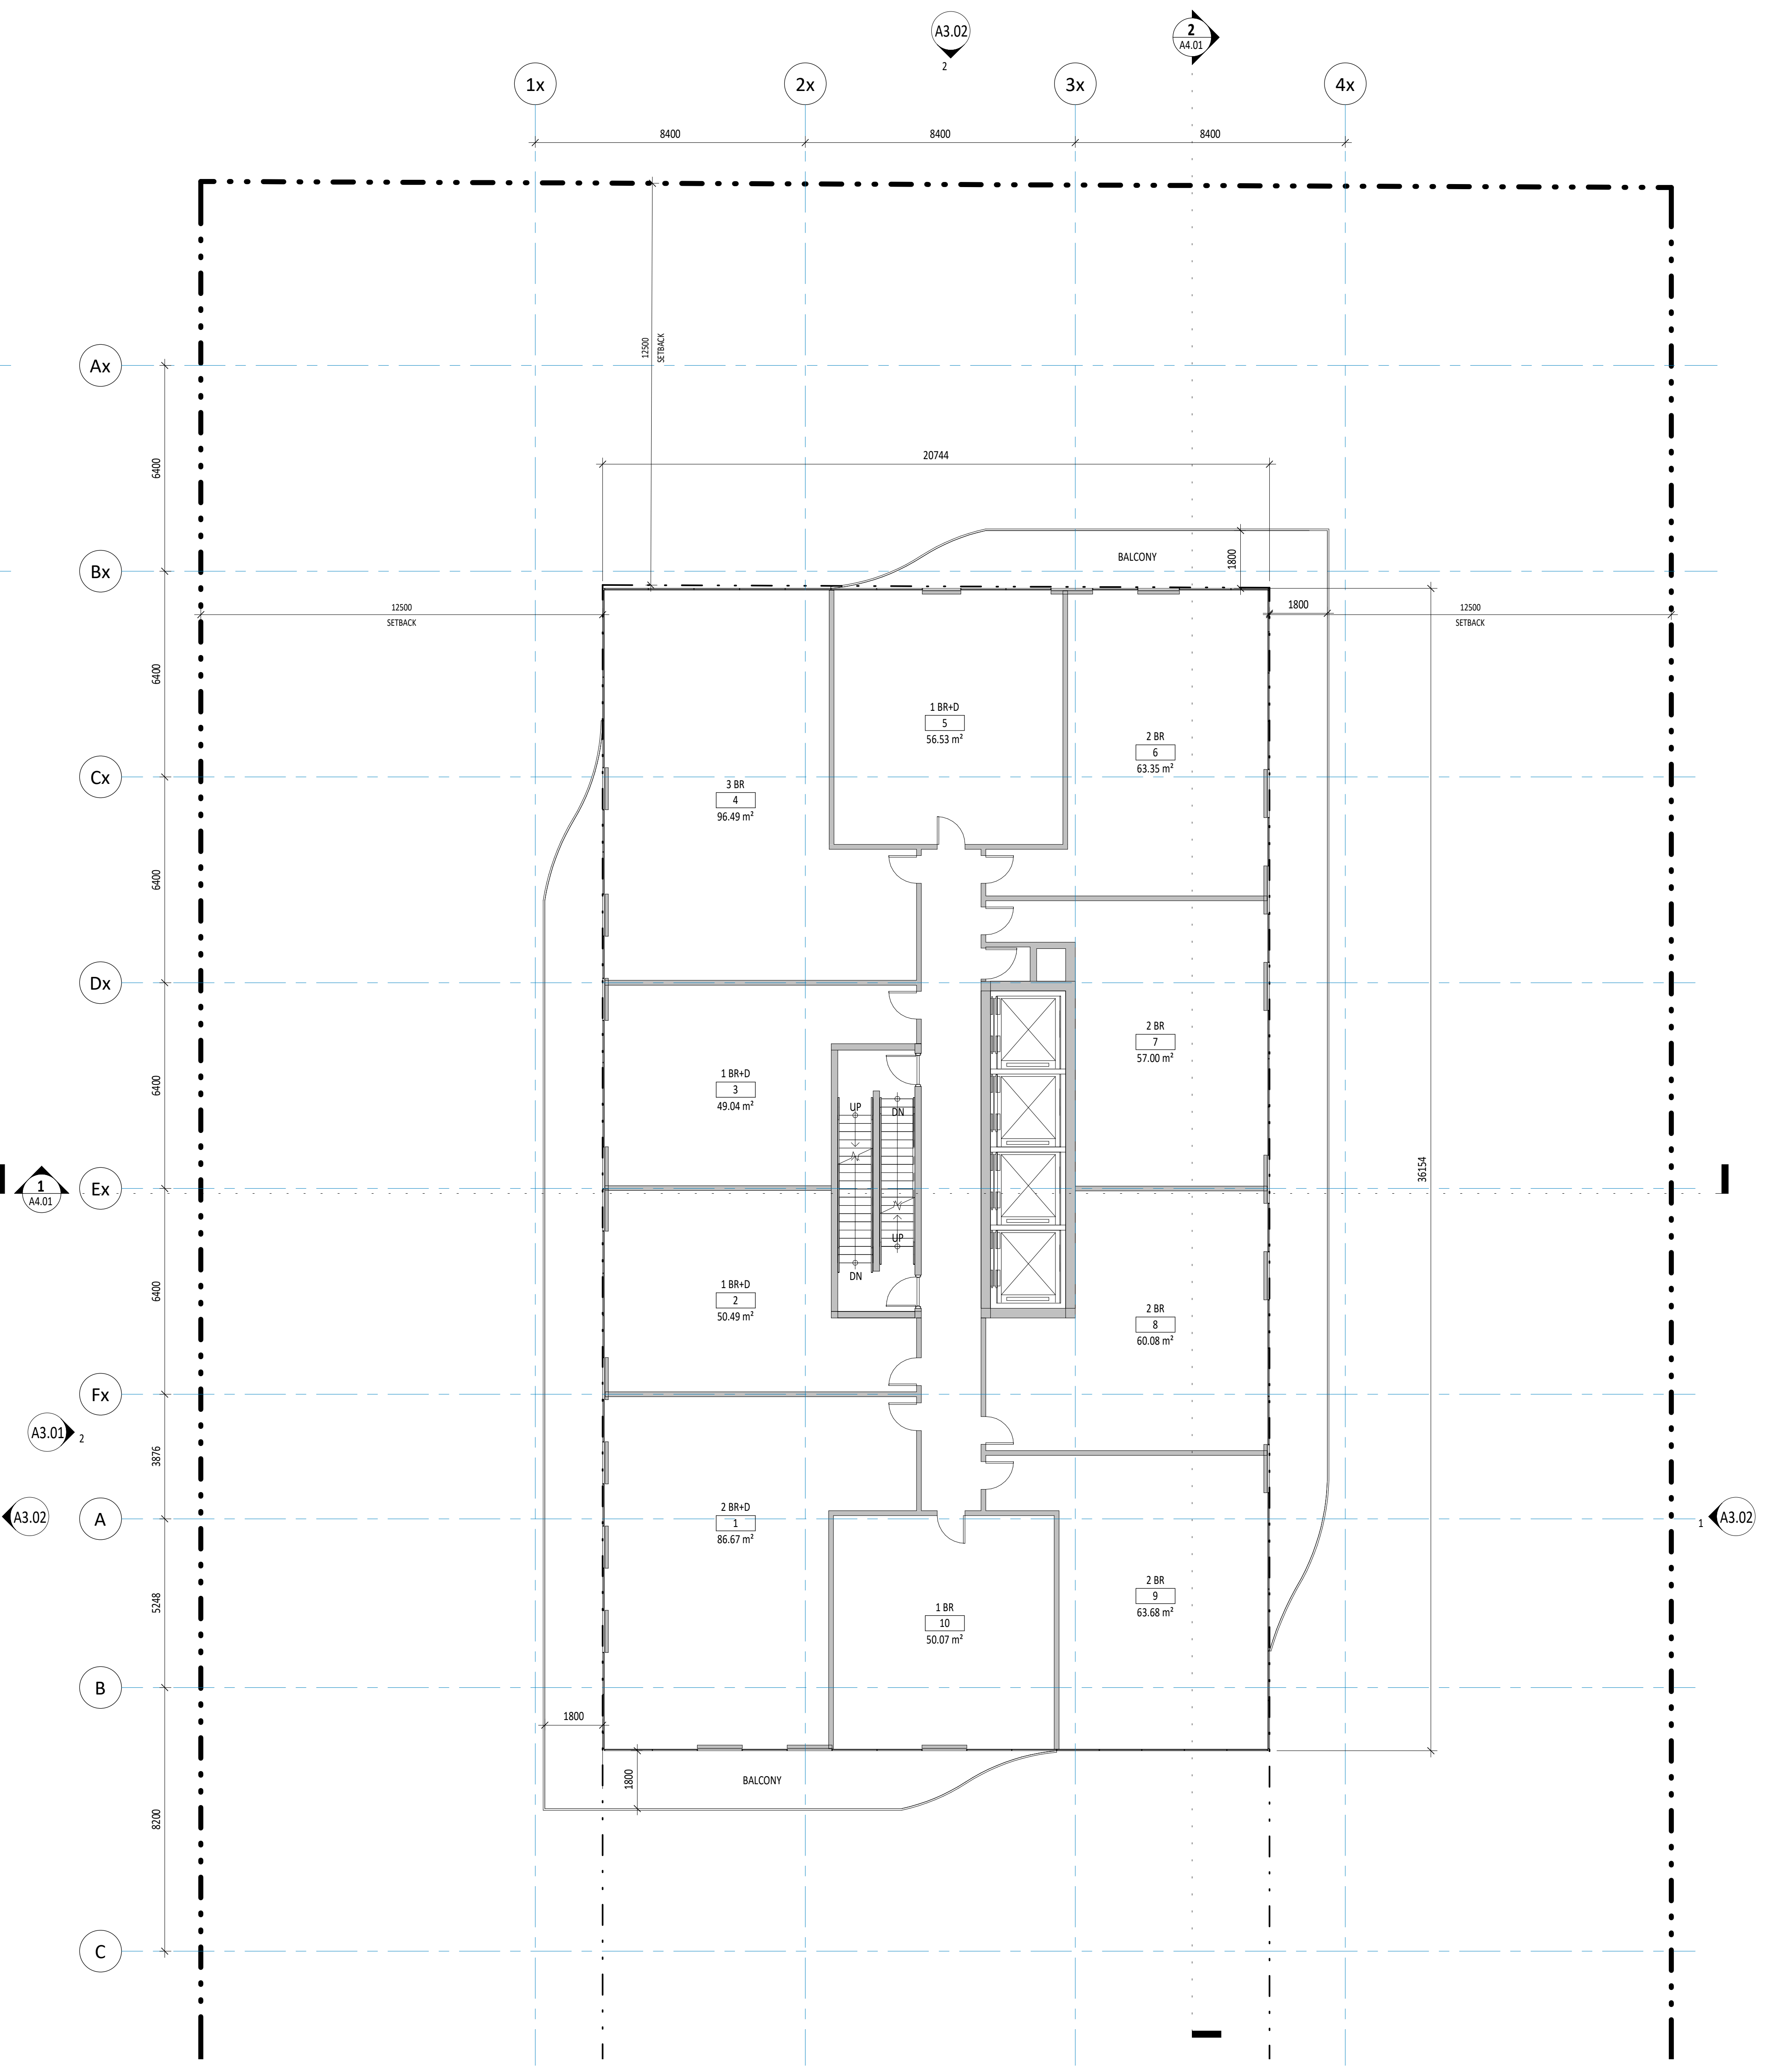 A3.02
2
2
A4.01
1x
2x
3x
4x
8400
8400
8400
12500
SETBACK
Ax
6400
20744
BALCONY
1800
Bx
12500
SETBACK
1800
12500
SETBACK
6400
1 BR+D
5
56.53 m²
2 BR
6
63.35 m²
Cx
3 BR
4
96.49 m²
6400
Dx
2 BR
7
57.00 m²
1 BR+D
3
49.04 m²
6400
UP
DN
36154
1
A4.01
Ex
UP
DN
6400
1 BR+D
2
50.49 m²
2 BR
8
60.08 m²
Fx
A3.01
2
3876
A3.02
A
2 BR+D
1
86.67 m²
1
A3.02
5248
2 BR
9
63.68 m²
1 BR
10
50.07 m²
B
1800
1800
BALCONY
8200
C